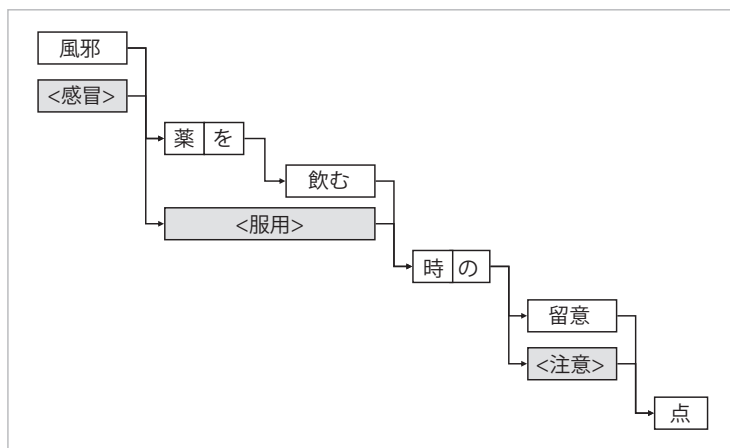 風邪
<感冒>
薬 を
飲む
<服用>
時 の
留意
<注意>
点